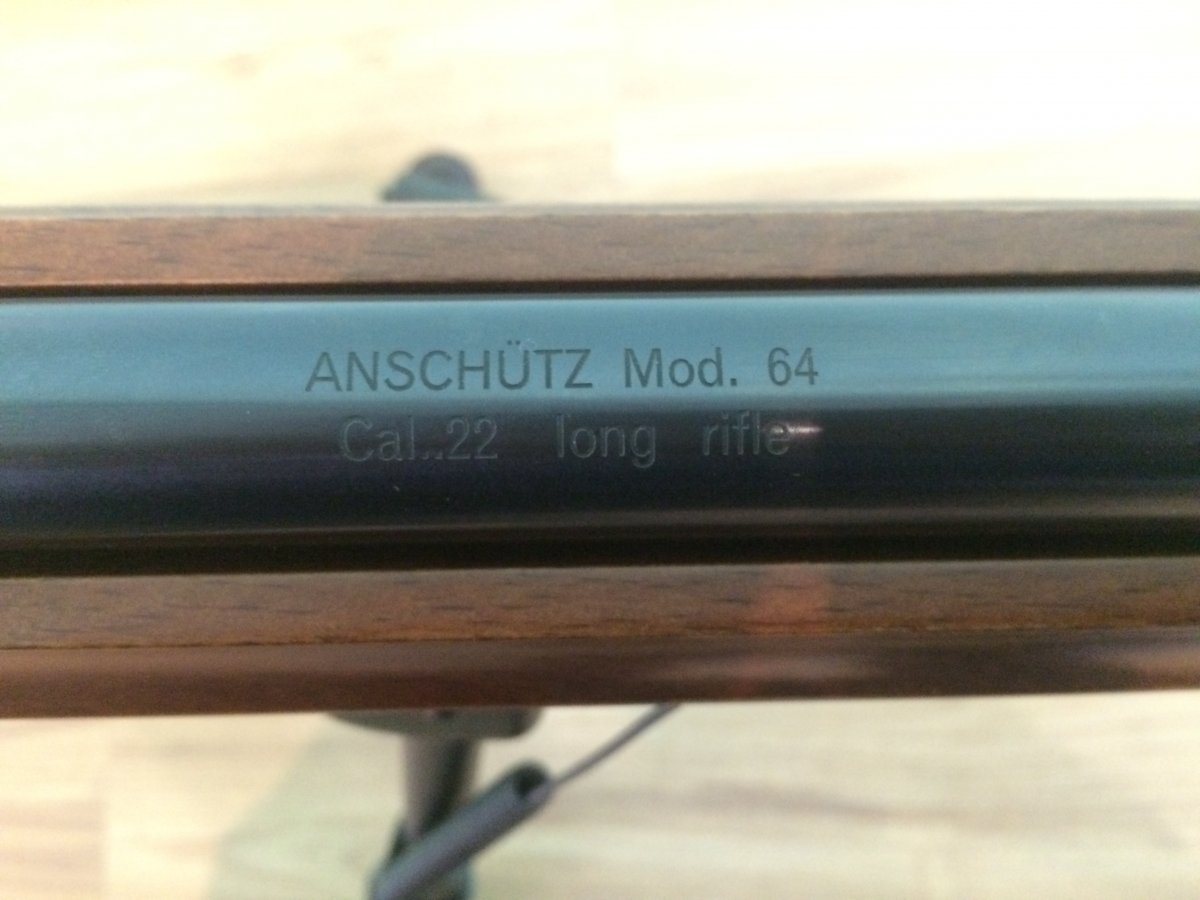 ANSCHÜTZ Mod. 64
Cal..22 long rifle